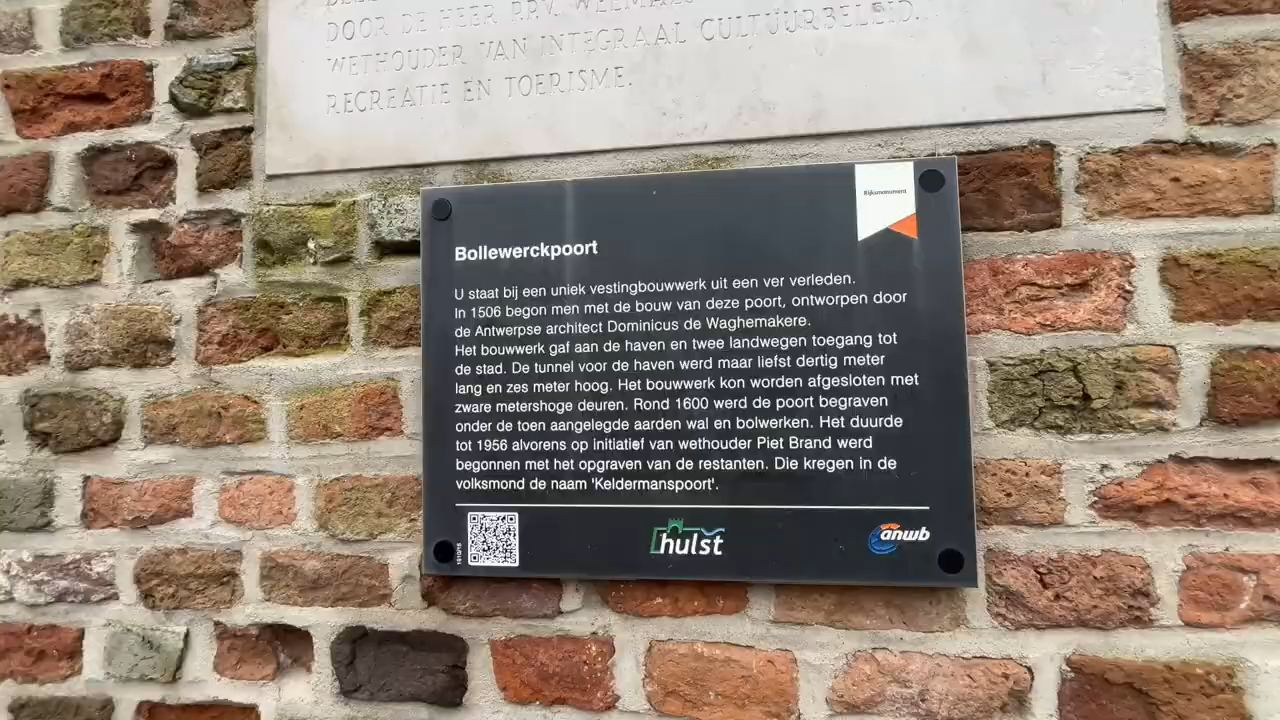 DOOR DE HEER P.P.V. WEEMAES
WETHOUDER VAN INTEGRAAL CULTUURBELEID.
RECREATIE EN TOERISME.
Rijksmonument
Bollewerckpoort
U staat bij een uniek vestingbouwwerk uit een ver verleden.
In 1506 begon men met de bouw van deze poort, ontworpen door
de Antwerpse architect Dominicus de Waghemakere.
Het bouwwerk gaf aan de haven en twee landwegen toegang tot
de stad. De tunnel voor de haven werd maar liefst dertig meter
lang en zes meter hoog. Het bouwwerk kon worden afgesloten met
zware metershoge deuren. Rond 1600 werd de poort begraven
onder de toen aangelegde aarden wal en bolwerken. Het duurde
tot 1956 alvorens op initiatief van wethouder Piet Brand werd
begonnen met het opgraven van de restanten. Die kregen in de
volksmond de naam 'Keldermanspoort'.
hulst
anwb